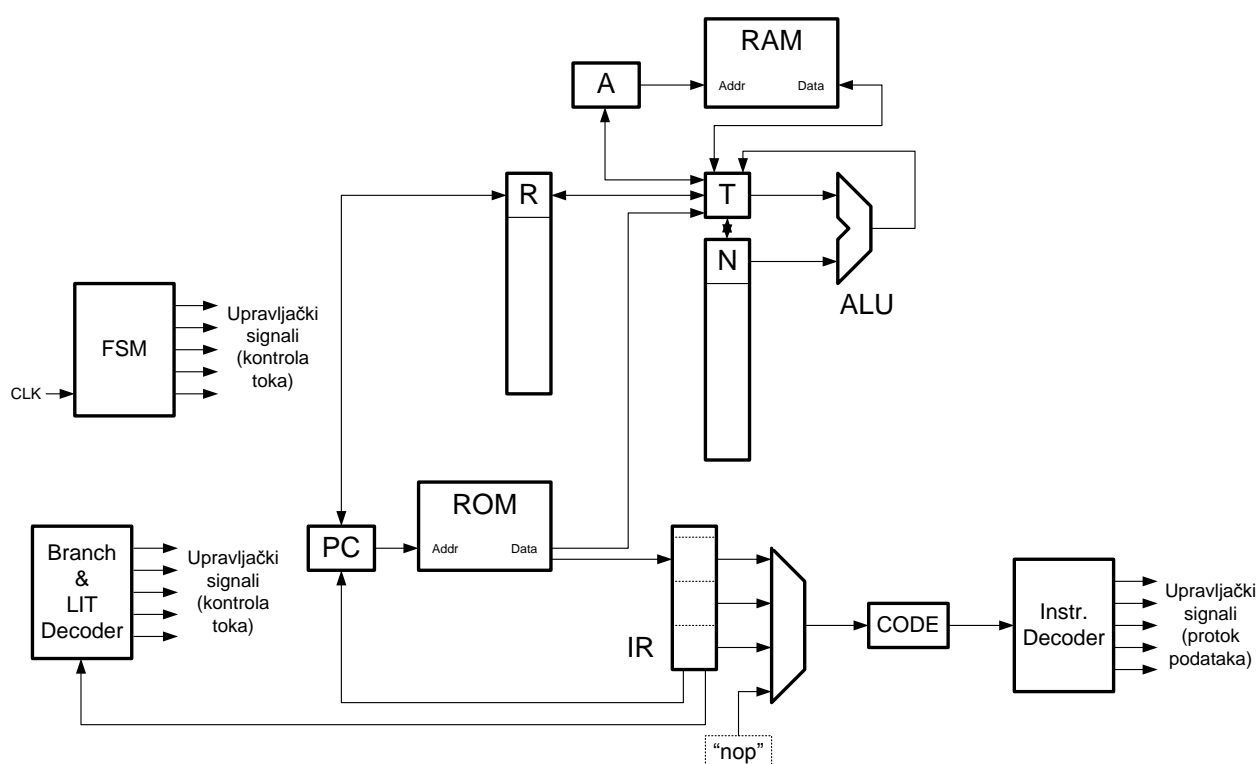 RAM
Addr
Data
A
R
T
N
ALU
FSM
CLK
Upravljački
signali
(kontrola
toka)
ROM
Addr
Data
PC
Branch
&
LIT
Decoder
Upravljački
signali
(kontrola
toka)
IR
CODE
Instr.
Decoder
Upravljački
signali
(protok
podataka)
“nop”